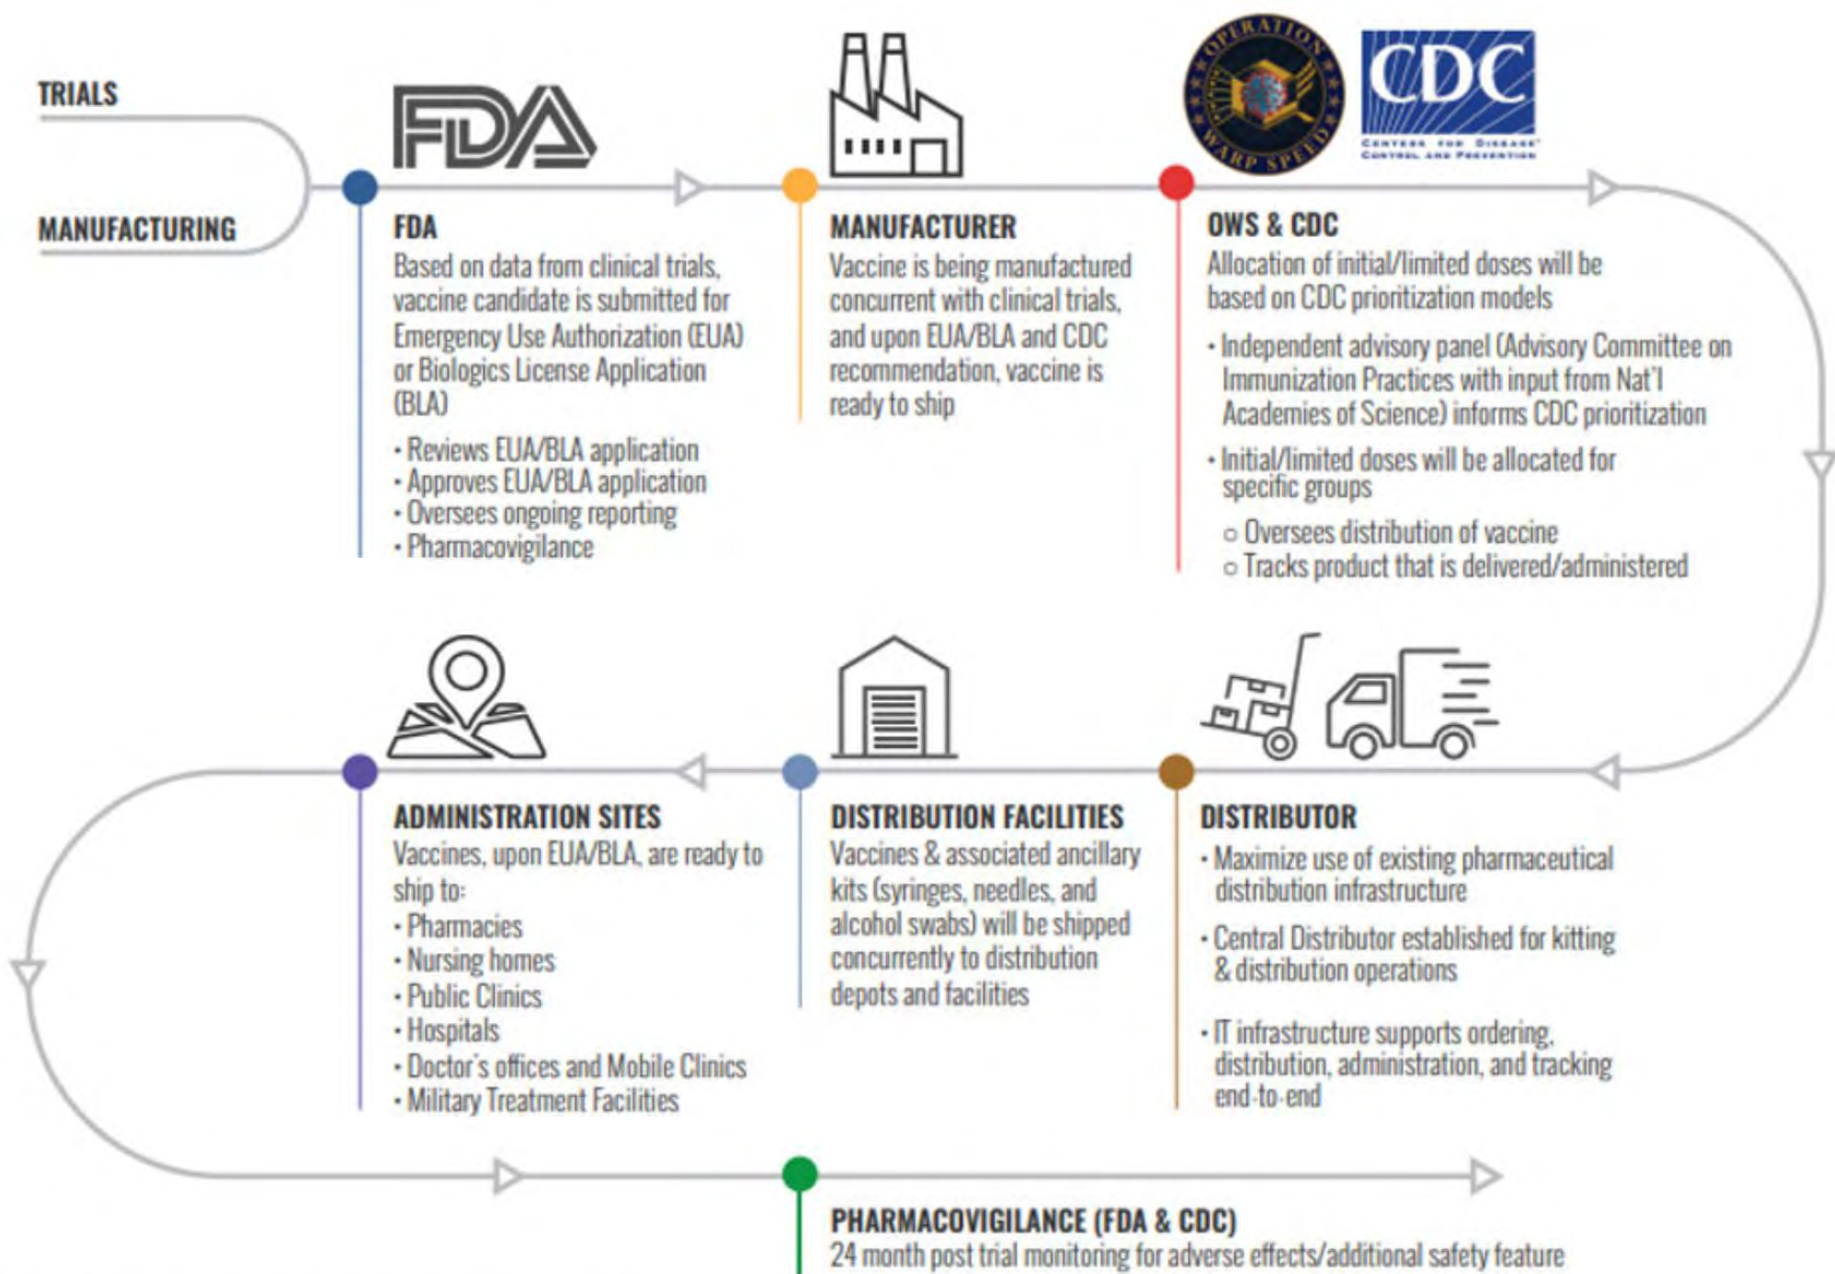 TRIALS
MANUFACTURING
FDA
FDA
Based on data from clinical trials,
vaccine candidate is submitted for
Emergency Use Authorization (EUA)
or Biologics License Application
(BLA)
· Reviews EUA/BLA application
· Approves EUA/BLA application
· Oversees ongoing reporting
· Pharmacovigilance
MANUFACTURER
Vaccine is being manufactured
concurrent with clinical trials,
and upon EUA/BLA and CDC
recommendation, vaccine is
ready to ship
OPERATION
WARP SPEED
CDC
CENTERS FOR DISEASE
CONTROL AND PREVENTION
OWS & CDC
Allocation of initial/limited doses will be
based on CDC prioritization models
· Independent advisory panel (Advisory Committee on
Immunization Practices with input from Nat'l
Academies of Science) informs CDC prioritization
· Initial/limited doses will be allocated for
specific groups
o Oversees distribution of vaccine
o Tracks product that is delivered/administered
ADMINISTRATION SITES
Vaccines, upon EUA/BLA, are ready to
ship to:
· Pharmacies
· Nursing homes
· Public Clinics
· Hospitals
· Doctor's offices and Mobile Clinics
· Military Treatment Facilities
DISTRIBUTION FACILITIES
Vaccines & associated ancillary
kits (syringes, needles, and
alcohol swabs) will be shipped
concurrently to distribution
depots and facilities
DISTRIBUTOR
· Maximize use of existing pharmaceutical
distribution infrastructure
· Central Distributor established for kitting
& distribution operations
· IT infrastructure supports ordering,
distribution, administration, and tracking
end-to-end
PHARMACOVIGILANCE (FDA & CDC)
24 month post trial monitoring for adverse effects/additional safety feature